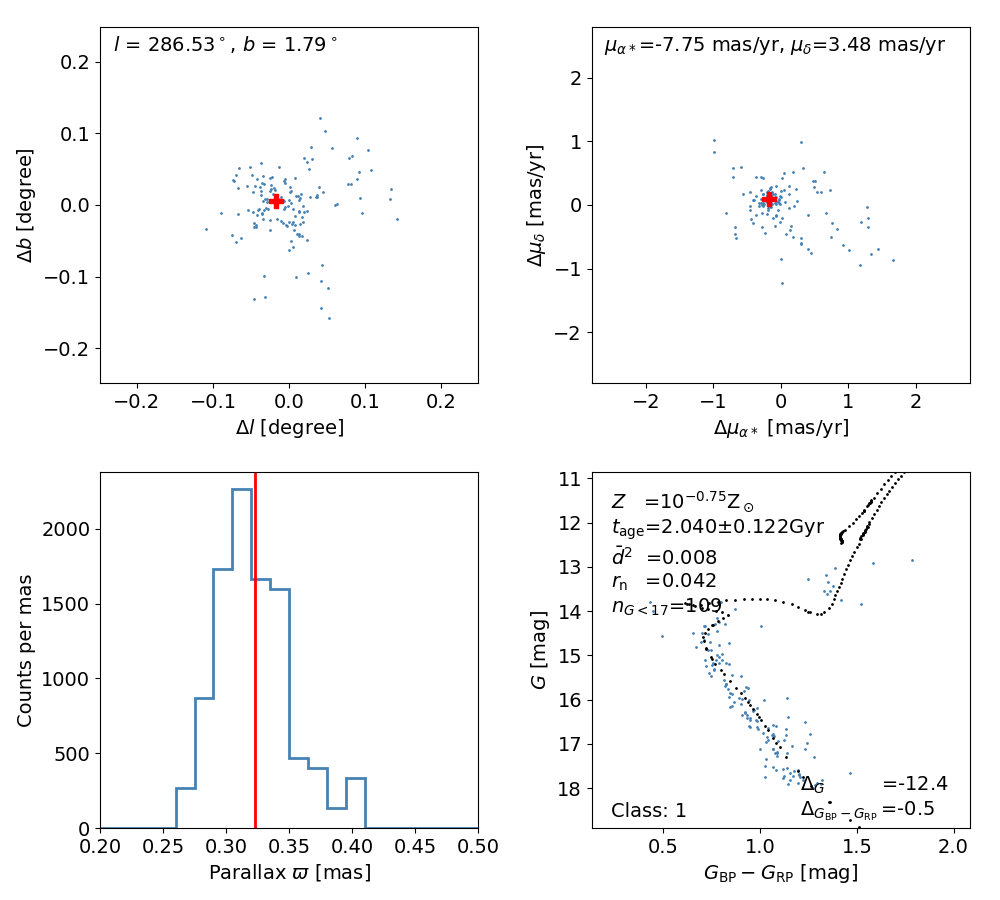 l = 286.53°, b = 1.79°
0.2
0.1
0.0
−0.1
−0.2
Δb [degree]
−0.2 −0.1 0.0 0.1 0.2
Δl [degree]
μα*=-7.75 mas/yr, μδ=3.48 mas/yr
2
1
0
−1
−2
Δμδ [mas/yr]
−2 −1 0 1 2
Δμα* [mas/yr]
2000
1500
1000
500
0
Counts per mas
0.20 0.25 0.30 0.35 0.40 0.45 0.50
Parallax ϖ [mas]
11
12
13
14
15
16
17
18
G [mag]
Z =10^−0.75 Z⊙
tage=2.040±0.122Gyr
d̄² =0.008
rn =0.042
nG<17=109
ΔG =-12.4
ΔGBP−GRP =-0.5
Class: 1
0.5 1.0 1.5 2.0
GBP − GRP [mag]